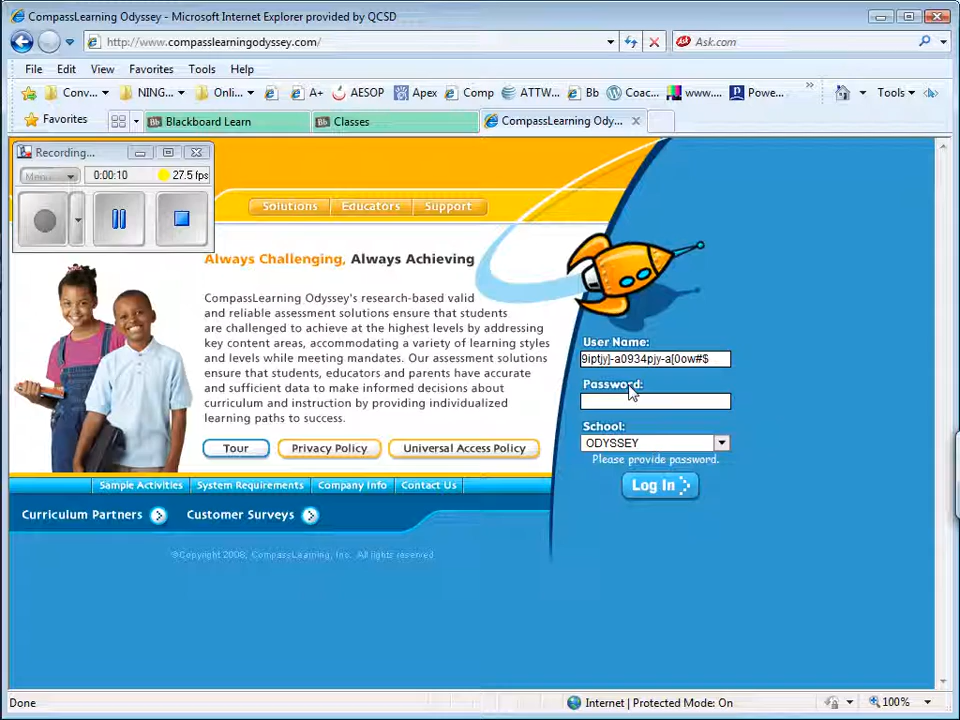 CompassLearning Odyssey - Microsoft Internet Explorer provided by QCSD
http://www.compasslearningodyssey.com/
Ask.com
File Edit View Favorites Tools Help
Conv... NING... Onli... A+ AESOP Apex Comp ATTW... Bb Coac... www.... Powe... » Tools
Favorites Bb Blackboard Learn Classes CompassLearning Ody...
Recording...
Menu 0:00:10 27.5 fps
Solutions Educators Support
Always Challenging, Always Achieving
CompassLearning Odyssey's research-based valid
and reliable assessment solutions ensure that students
are challenged to achieve at the highest levels by addressing
key content areas, accommodating a variety of learning styles
and levels while meeting mandates. Our assessment solutions
ensure that students, educators and parents have accurate
and sufficient data to make informed decisions about
curriculum and instruction by providing individualized
learning paths to success.
Tour Privacy Policy Universal Access Policy
User Name:
9iptjy]-a0934pjy-a[0ow#$
Password:
School:
ODYSSEY
Please provide password.
Log In
Sample Activities System Requirements Company Info Contact Us
Curriculum Partners Customer Surveys
©Copyright 2008, CompassLearning, Inc. All rights reserved
Done Internet | Protected Mode: On 100%